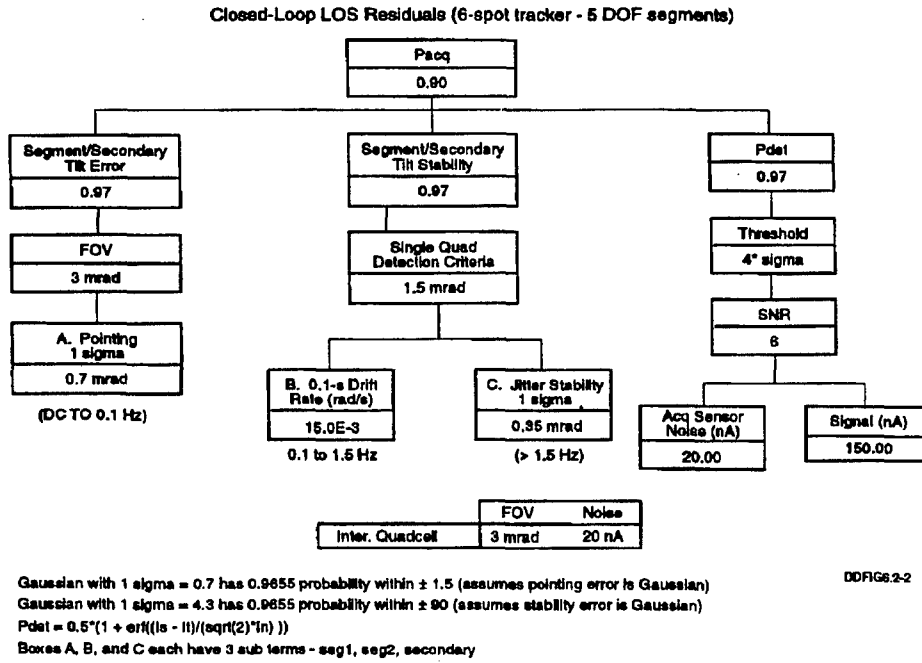 Closed-Loop LOS Residuals (6-spot tracker - 5 DOF segments)
Pacq
0.90
Segment/Secondary
Tilt Error
0.97
FOV
3 mrad
A. Pointing
1 sigma
0.7 mrad
(DC TO 0.1 Hz)
Segment/Secondary
Tilt Stability
0.97
Single Quad
Detection Criteria
1.5 mrad
B. 0.1-s Drift
Rate (rad/s)
15.0E-3
0.1 to 1.5 Hz
C. Jitter Stability
1 sigma
0.35 mrad
(> 1.5 Hz)
Pdet
0.97
Threshold
4* sigma
SNR
6
Acq Sensor
Noise (nA)
20.00
Signal (nA)
150.00
FOV Noise
Inter. Quadcell 3 mrad 20 nA
Gaussian with 1 sigma = 0.7 has 0.9655 probability within ± 1.5 (assumes pointing error is Gaussian)
DDFIG6.2-2
Gaussian with 1 sigma = 4.3 has 0.9655 probability within ± 90 (assumes stability error is Gaussian)
Pdet = 0.5*(1 + erf((Is - It)/(sqrt(2)*In) ))
Boxes A, B, and C each have 3 sub terms - seg1, seg2, secondary